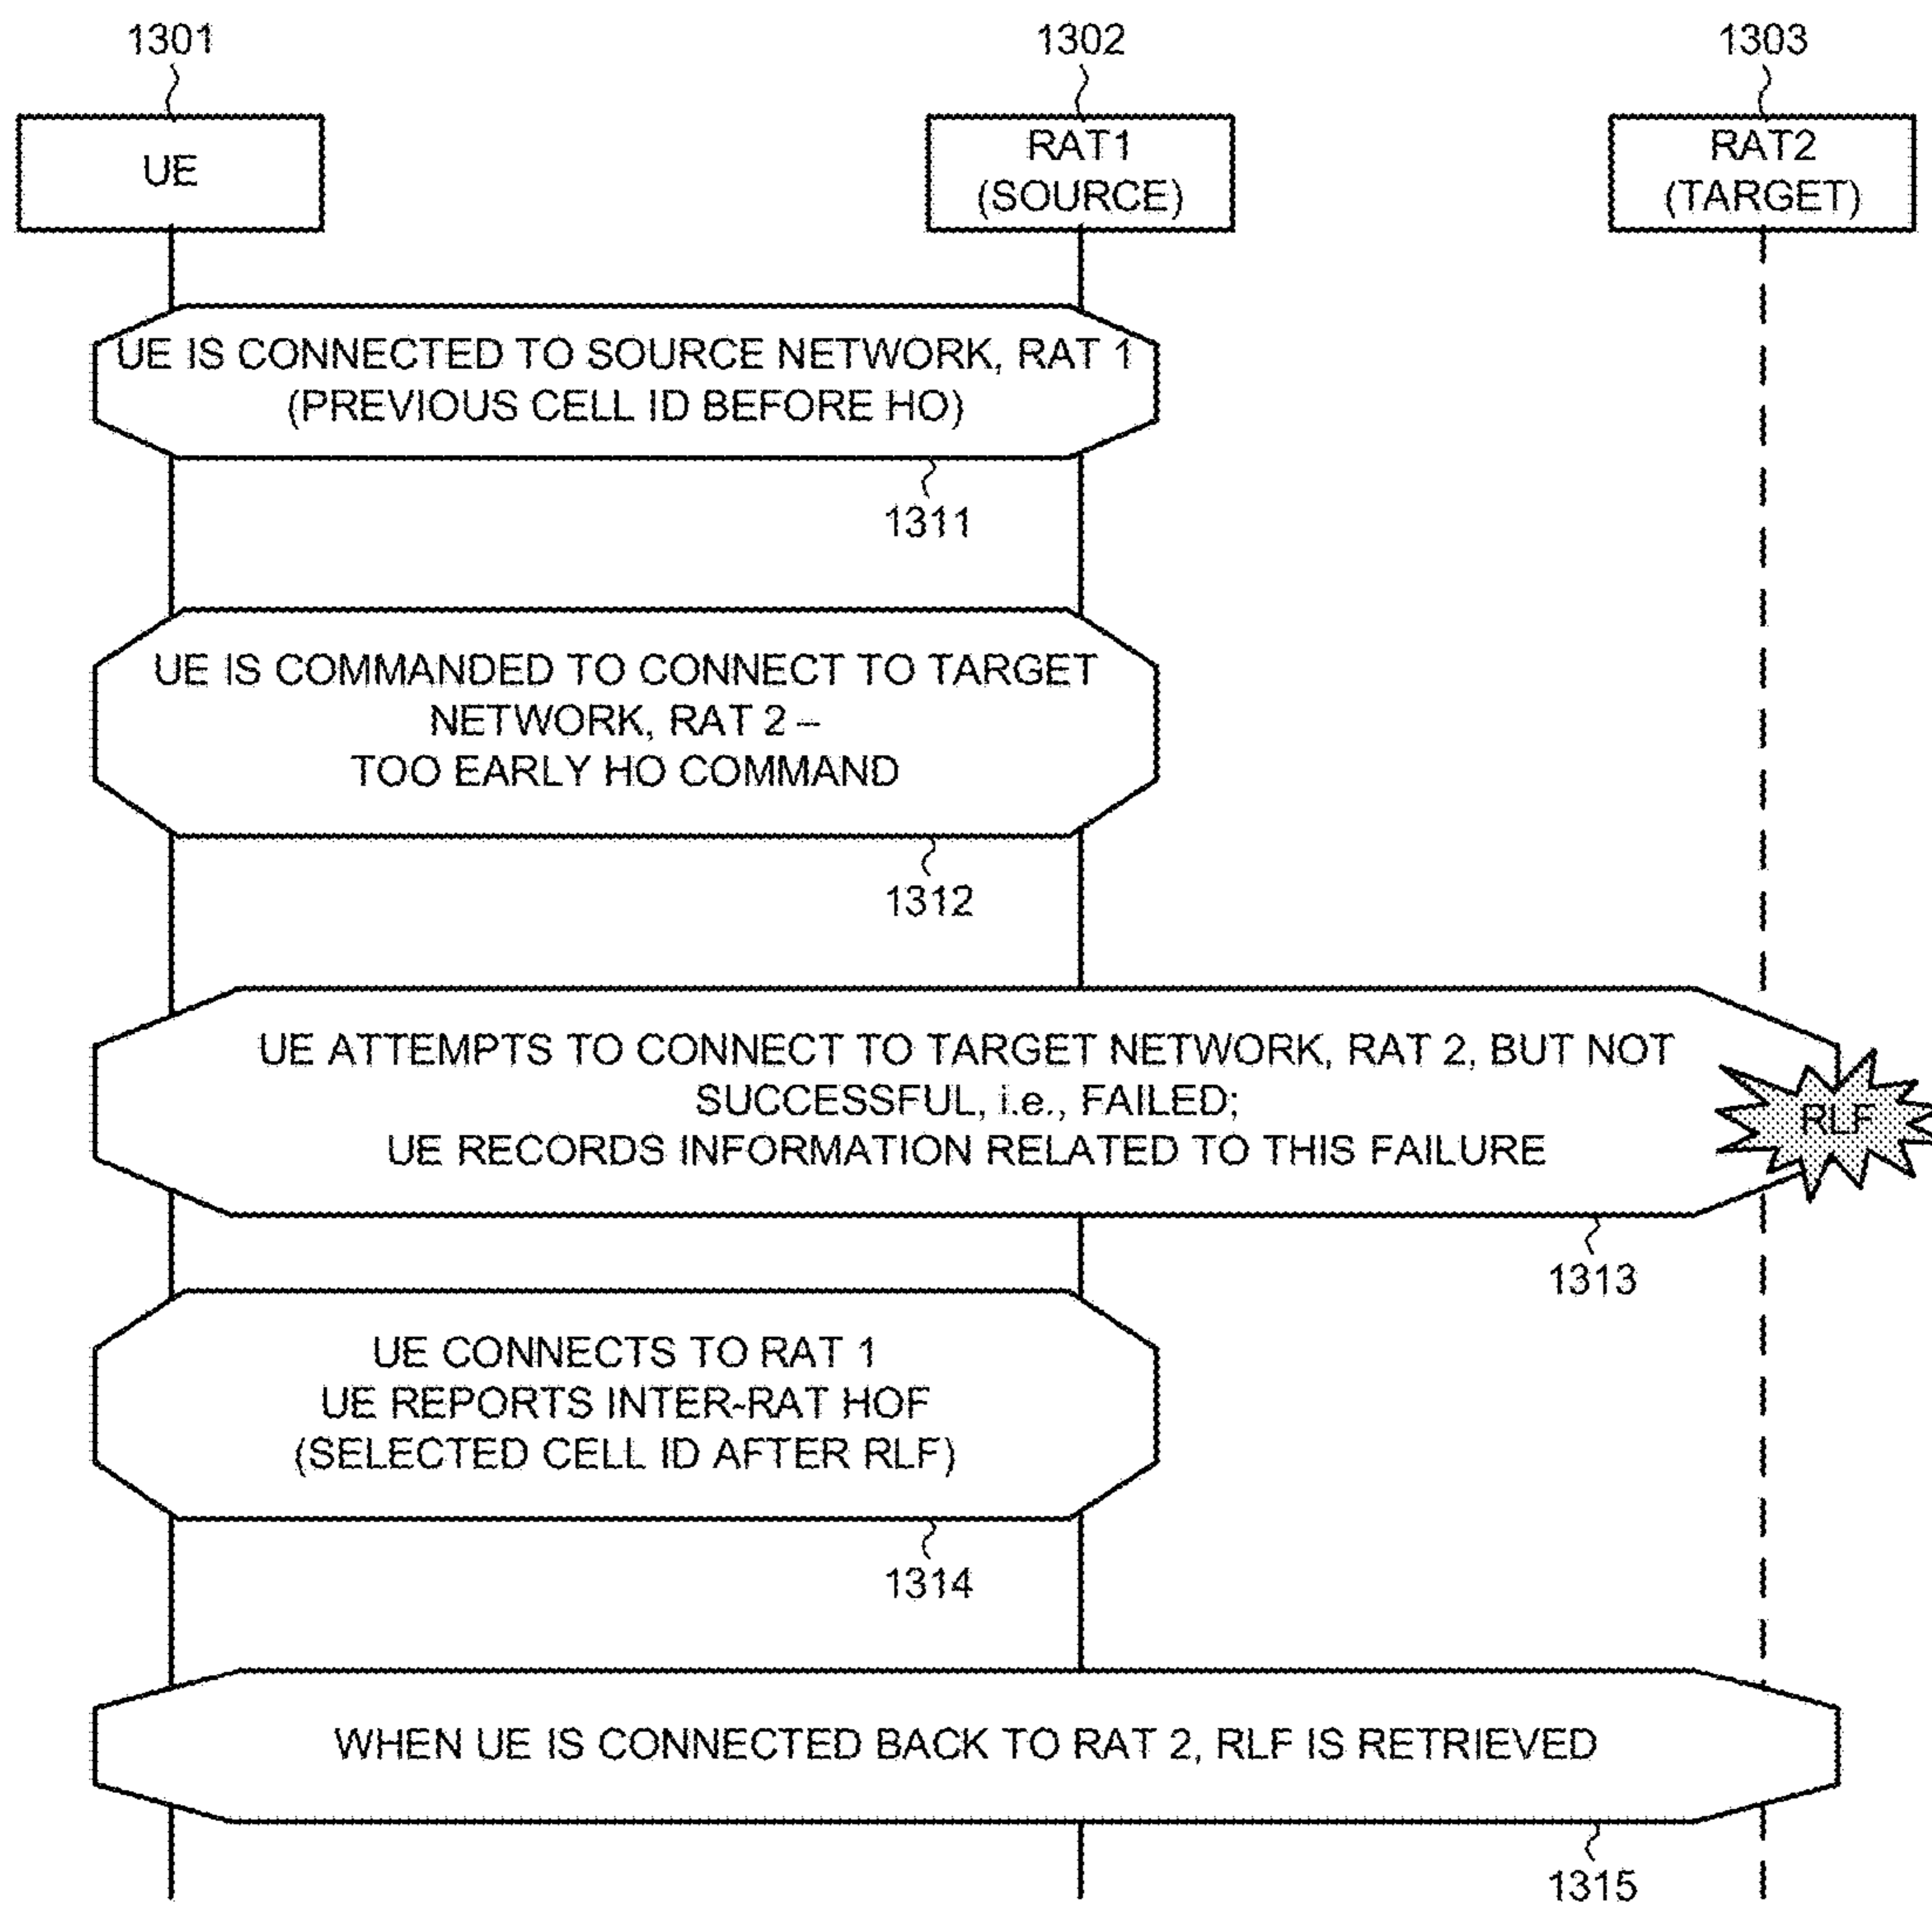 1301
1302
1303
UE
RAT1
(SOURCE)
RAT2
(TARGET)
UE IS CONNECTED TO SOURCE NETWORK, RAT 1
(PREVIOUS CELL ID BEFORE HO)
1311
UE IS COMMANDED TO CONNECT TO TARGET
NETWORK, RAT 2 –
TOO EARLY HO COMMAND
1312
UE ATTEMPTS TO CONNECT TO TARGET NETWORK, RAT 2, BUT NOT
SUCCESSFUL, i.e., FAILED;
UE RECORDS INFORMATION RELATED TO THIS FAILURE
RLF
1313
UE CONNECTS TO RAT 1
UE REPORTS INTER-RAT HOF
(SELECTED CELL ID AFTER RLF)
1314
WHEN UE IS CONNECTED BACK TO RAT 2, RLF IS RETRIEVED
1315